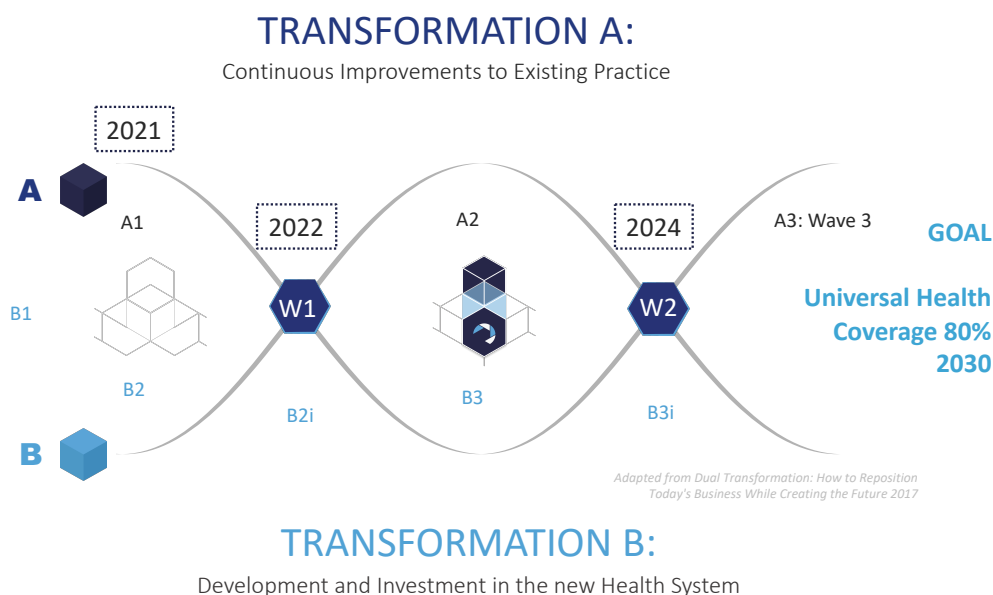 TRANSFORMATION A:
Continuous Improvements to Existing Practice
2021
A
A1
2022
A2
2024
A3: Wave 3
GOAL
B1
W1
W2
Universal Health
Coverage 80%
2030
B2
B2i
B3
B3i
B
Adapted from Dual Transformation: How to Reposition
Today's Business While Creating the Future 2017
TRANSFORMATION B:
Development and Investment in the new Health System